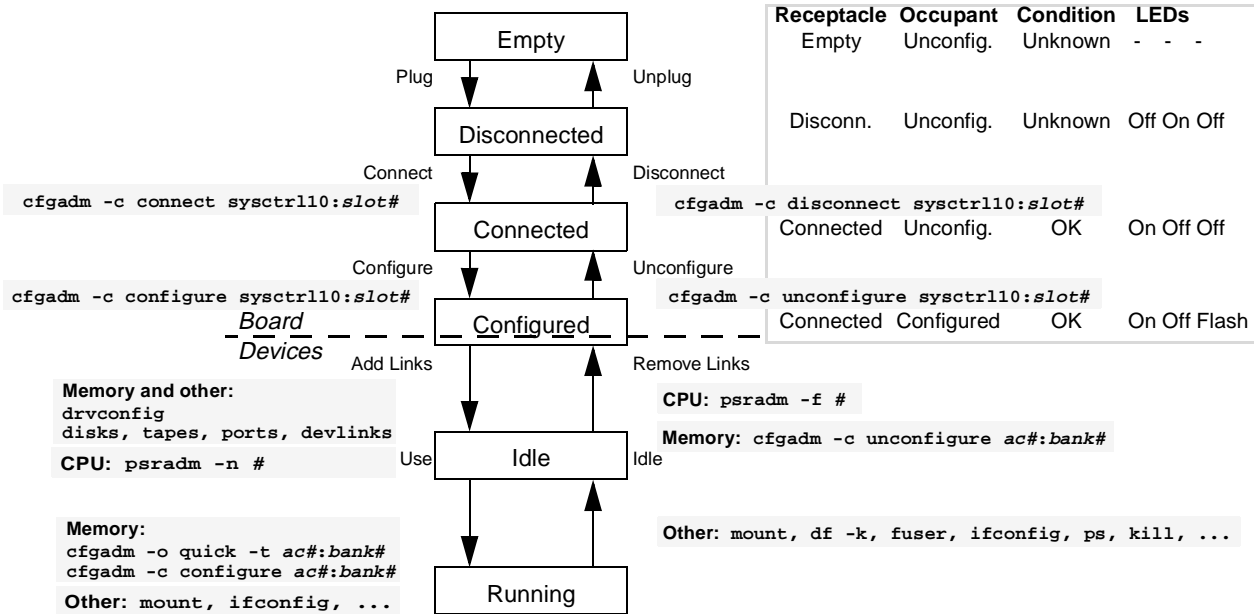 Receptacle Occupant Condition LEDs
Empty
Empty Unconfig. Unknown - - -
Plug
Unplug
Disconnected
Disconn. Unconfig. Unknown Off On Off
Connect
Disconnect
cfgadm -c connect sysctrl10:slot#
cfgadm -c disconnect sysctrl10:slot#
Connected
Connected Unconfig. OK On Off Off
Configure
Unconfigure
cfgadm -c configure sysctrl10:slot#
cfgadm -c unconfigure sysctrl10:slot#
Board
Configured
Connected Configured OK On Off Flash
Devices
Add Links
Remove Links
Memory and other:
drvconfig
disks, tapes, ports, devlinks
CPU: psradm -n #
CPU: psradm -f #
Memory: cfgadm -c unconfigure ac#:bank#
Use
Idle
Idle
Memory:
cfgadm -o quick -t ac#:bank#
cfgadm -c configure ac#:bank#
Other: mount, ifconfig, ...
Other: mount, df -k, fuser, ifconfig, ps, kill, ...
Running